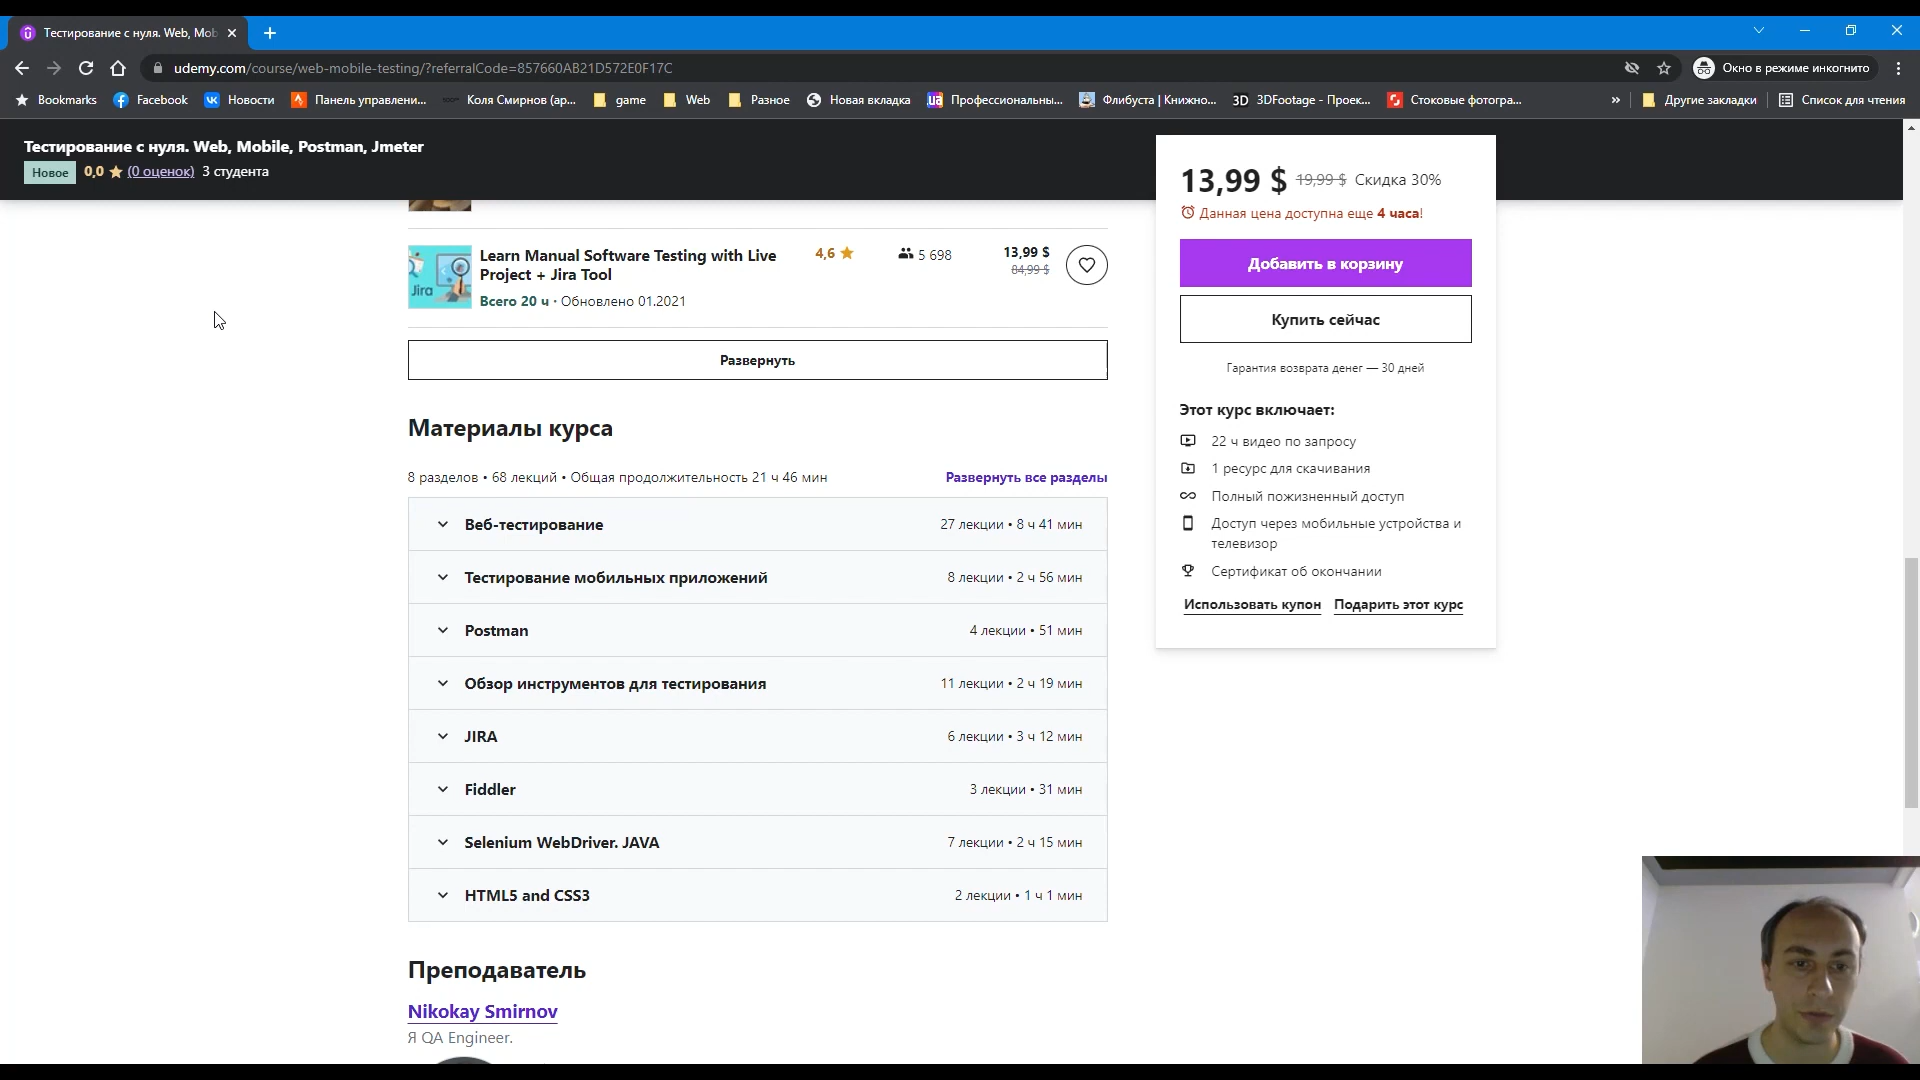 Тестирование с нуля. Web, Mob
udemy.com/course/web-mobile-testing/?referralCode=857660AB21D572E0F17C
Окно в режиме инкогнито
Bookmarks
Facebook
Новости
Панель управлени...
Коля Смирнов (ар...
game
Web
Разное
Новая вкладка
Профессиональны...
Флибуста | Книжно...
3DFootage - Проек...
Стоковые фотогра...
»
Другие закладки
Список для чтения
Тестирование с нуля. Web, Mobile, Postman, Jmeter
Новое 0,0 (0 оценок) 3 студента
Learn Manual Software Testing with Live
Project + Jira Tool
Всего 20 ч · Обновлено 01.2021
4,6
5 698
13,99 $
84,99 $
Jira
Развернуть
Материалы курса
8 разделов • 68 лекций • Общая продолжительность 21 ч 46 мин
Развернуть все разделы
Веб-тестирование 27 лекции • 8 ч 41 мин
Тестирование мобильных приложений 8 лекции • 2 ч 56 мин
Postman 4 лекции • 51 мин
Обзор инструментов для тестирования 11 лекции • 2 ч 19 мин
JIRA 6 лекции • 3 ч 12 мин
Fiddler 3 лекции • 31 мин
Selenium WebDriver. JAVA 7 лекции • 2 ч 15 мин
HTML5 and CSS3 2 лекции • 1 ч 1 мин
Преподаватель
Nikokay Smirnov
Я QA Engineer.
13,99 $ 19,99 $ Скидка 30%
Данная цена доступна еще 4 часа!
Добавить в корзину
Купить сейчас
Гарантия возврата денег — 30 дней
Этот курс включает:
22 ч видео по запросу
1 ресурс для скачивания
Полный пожизненный доступ
Доступ через мобильные устройства и
телевизор
Сертификат об окончании
Использовать купон Подарить этот курс